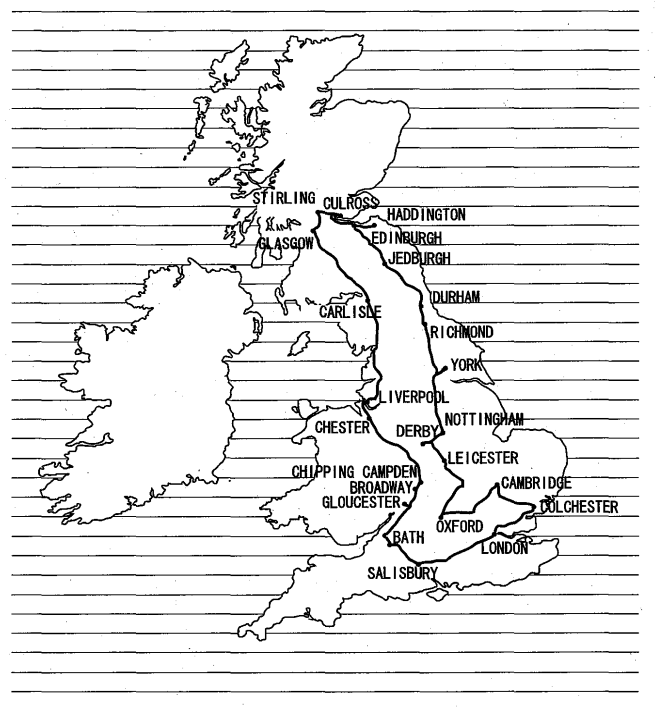 STIRLING
CULROSS
HADDINGTON
EDINBURGH
GLASGOW
JEDBURGH
DURHAM
CARLISLE
RICHMOND
YORK
LIVERPOOL
NOTTINGHAM
CHESTER
DERBY
LEICESTER
CHIPPING CAMPDEN
CAMBRIDGE
BROADWAY
GLOUCESTER
COLCHESTER
OXFORD
BATH
LONDON
SALISBURY